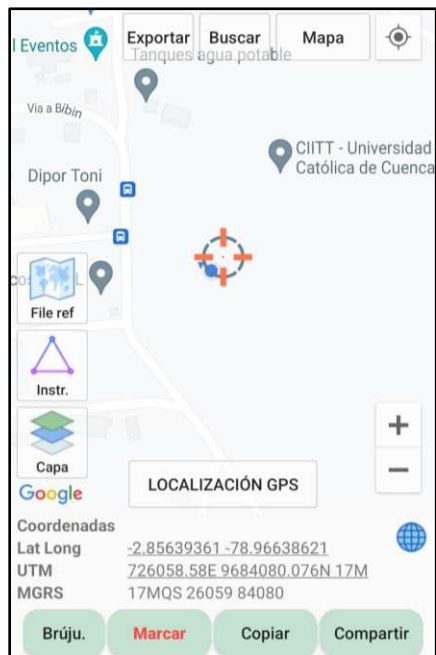 l Eventos
Exportar
Buscar
Mapa
Tanques agua potable
Via a Bibin
CIITT - Universidad
Católica de Cuenca
Dipor Toni
File ref
Instr.
Capa
Google
LOCALIZACIÓN GPS
+
−
Coordenadas
Lat Long -2.85639361 -78.96638621
UTM 726058.58E 9684080.076N 17M
MGRS 17MQS 26059 84080
Brúju.
Marcar
Copiar
Compartir